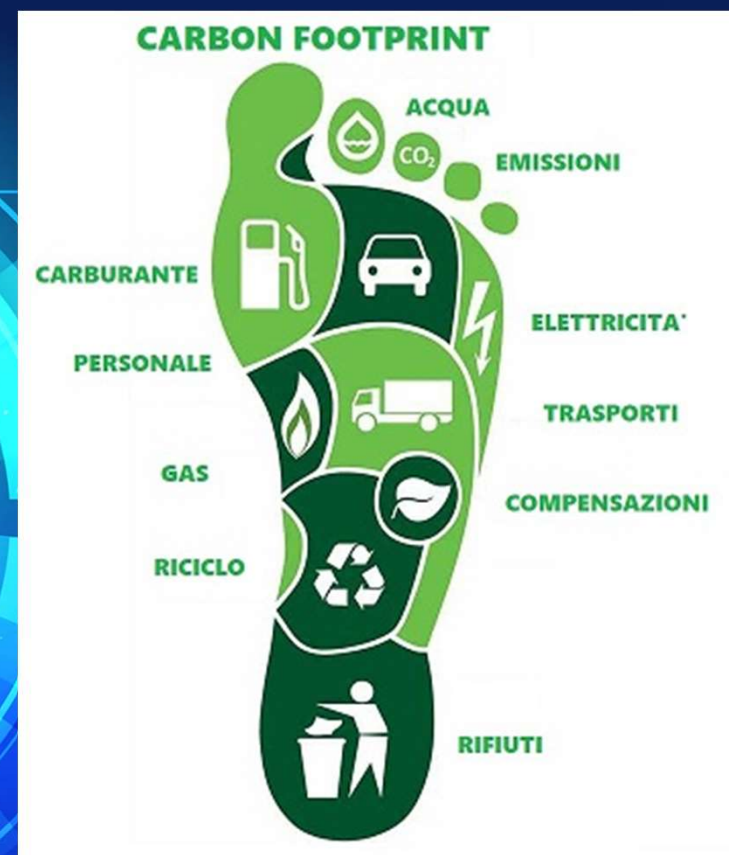 CARBON FOOTPRINT
ACQUA
CO₂
EMISSIONI
CARBURANTE
ELETTRICITA'
PERSONALE
TRASPORTI
GAS
COMPENSAZIONI
RICICLO
RIFIUTI